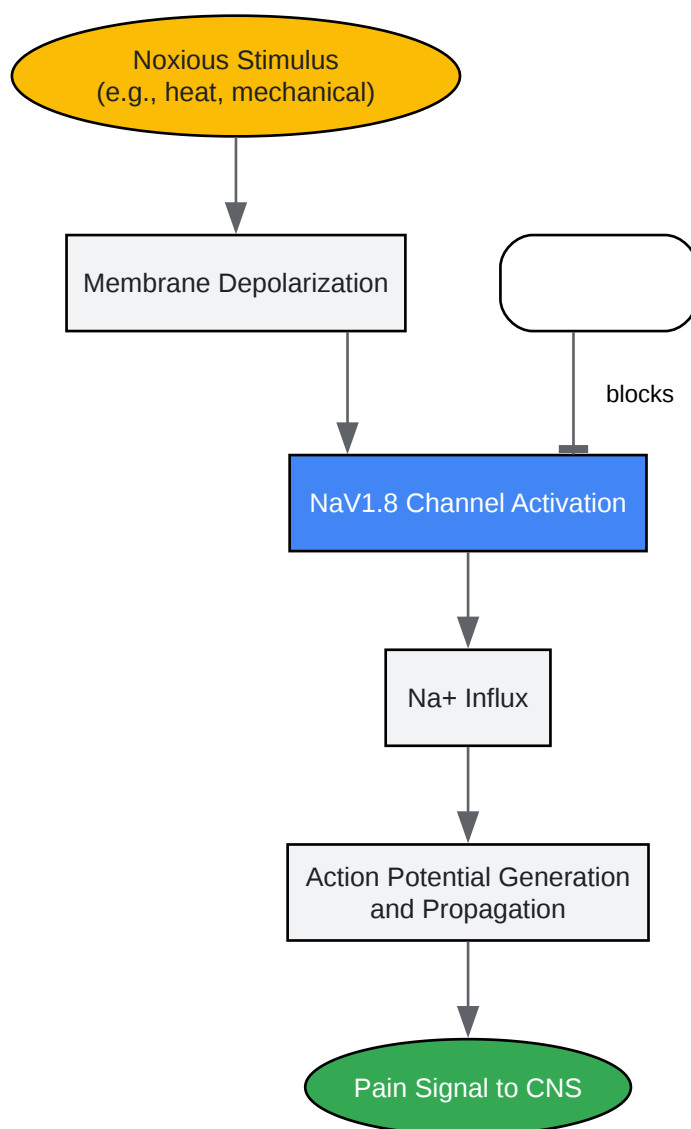 Noxious Stimulus
(e.g., heat, mechanical)
Membrane Depolarization
blocks
NaV1.8 Channel Activation
Na+ Influx
Action Potential Generation
and Propagation
Pain Signal to CNS